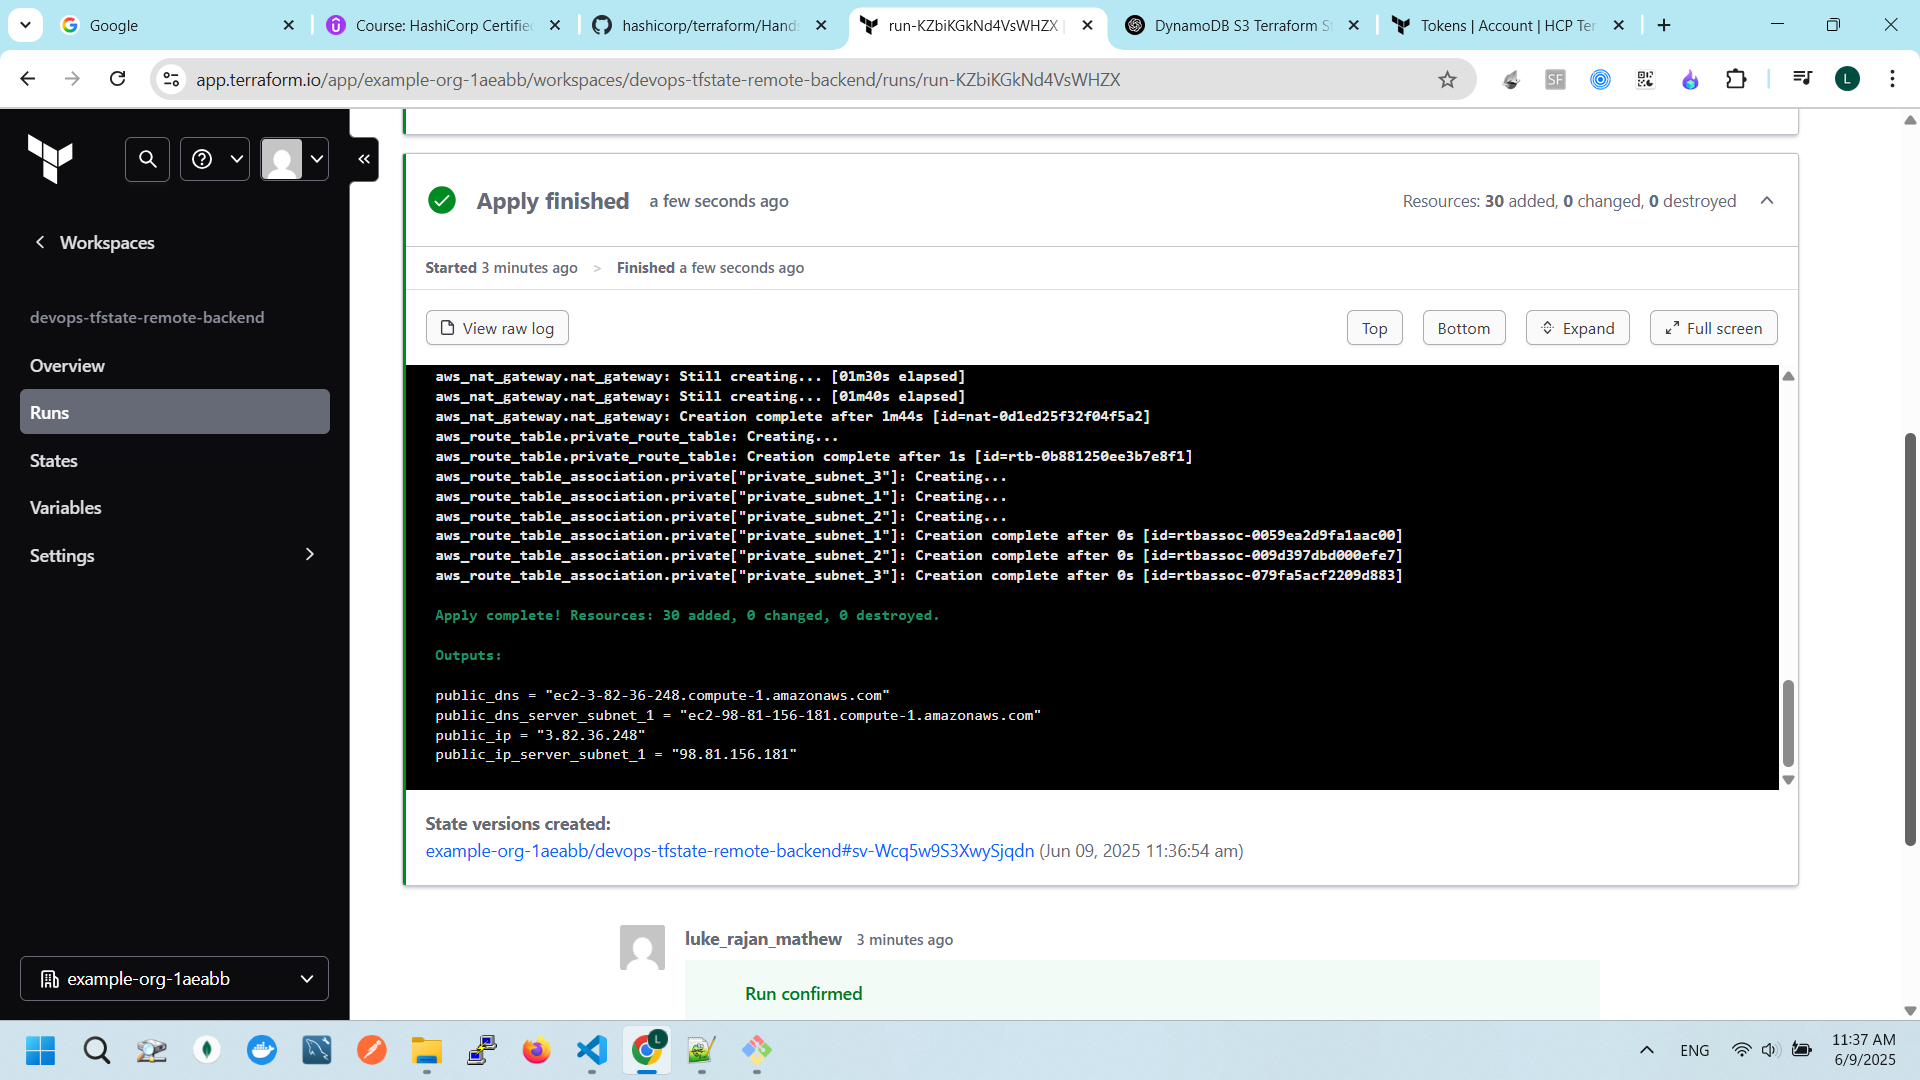 Google
Course: HashiCorp Certified
hashicorp/terraform/Hands
run-KZbiKGkNd4VsWHZX |
DynamoDB S3 Terraform St
Tokens | Account | HCP Ter
app.terraform.io/app/example-org-1aeabb/workspaces/devops-tfstate-remote-backend/runs/run-KZbiKGkNd4VsWHZX
SF
L
Workspaces
devops-tfstate-remote-backend
Overview
Runs
States
Variables
Settings
example-org-1aeabb
Apply finished a few seconds ago
Resources: 30 added, 0 changed, 0 destroyed
Started 3 minutes ago > Finished a few seconds ago
View raw log
Top
Bottom
Expand
Full screen
aws_nat_gateway.nat_gateway: Still creating... [01m30s elapsed]
aws_nat_gateway.nat_gateway: Still creating... [01m40s elapsed]
aws_nat_gateway.nat_gateway: Creation complete after 1m44s [id=nat-0d1ed25f32f04f5a2]
aws_route_table.private_route_table: Creating...
aws_route_table.private_route_table: Creation complete after 1s [id=rtb-0b881250ee3b7e8f1]
aws_route_table_association.private["private_subnet_3"]: Creating...
aws_route_table_association.private["private_subnet_1"]: Creating...
aws_route_table_association.private["private_subnet_2"]: Creating...
aws_route_table_association.private["private_subnet_1"]: Creation complete after 0s [id=rtbassoc-0059ea2d9fa1aac00]
aws_route_table_association.private["private_subnet_2"]: Creation complete after 0s [id=rtbassoc-009d397dbd000efe7]
aws_route_table_association.private["private_subnet_3"]: Creation complete after 0s [id=rtbassoc-079fa5acf2209d883]
Apply complete! Resources: 30 added, 0 changed, 0 destroyed.
Outputs:
public_dns = "ec2-3-82-36-248.compute-1.amazonaws.com"
public_dns_server_subnet_1 = "ec2-98-81-156-181.compute-1.amazonaws.com"
public_ip = "3.82.36.248"
public_ip_server_subnet_1 = "98.81.156.181"
State versions created:
example-org-1aeabb/devops-tfstate-remote-backend#sv-Wcq5w9S3XwySjqdn (Jun 09, 2025 11:36:54 am)
luke_rajan_mathew 3 minutes ago
Run confirmed
L
ENG
11:37 AM
6/9/2025